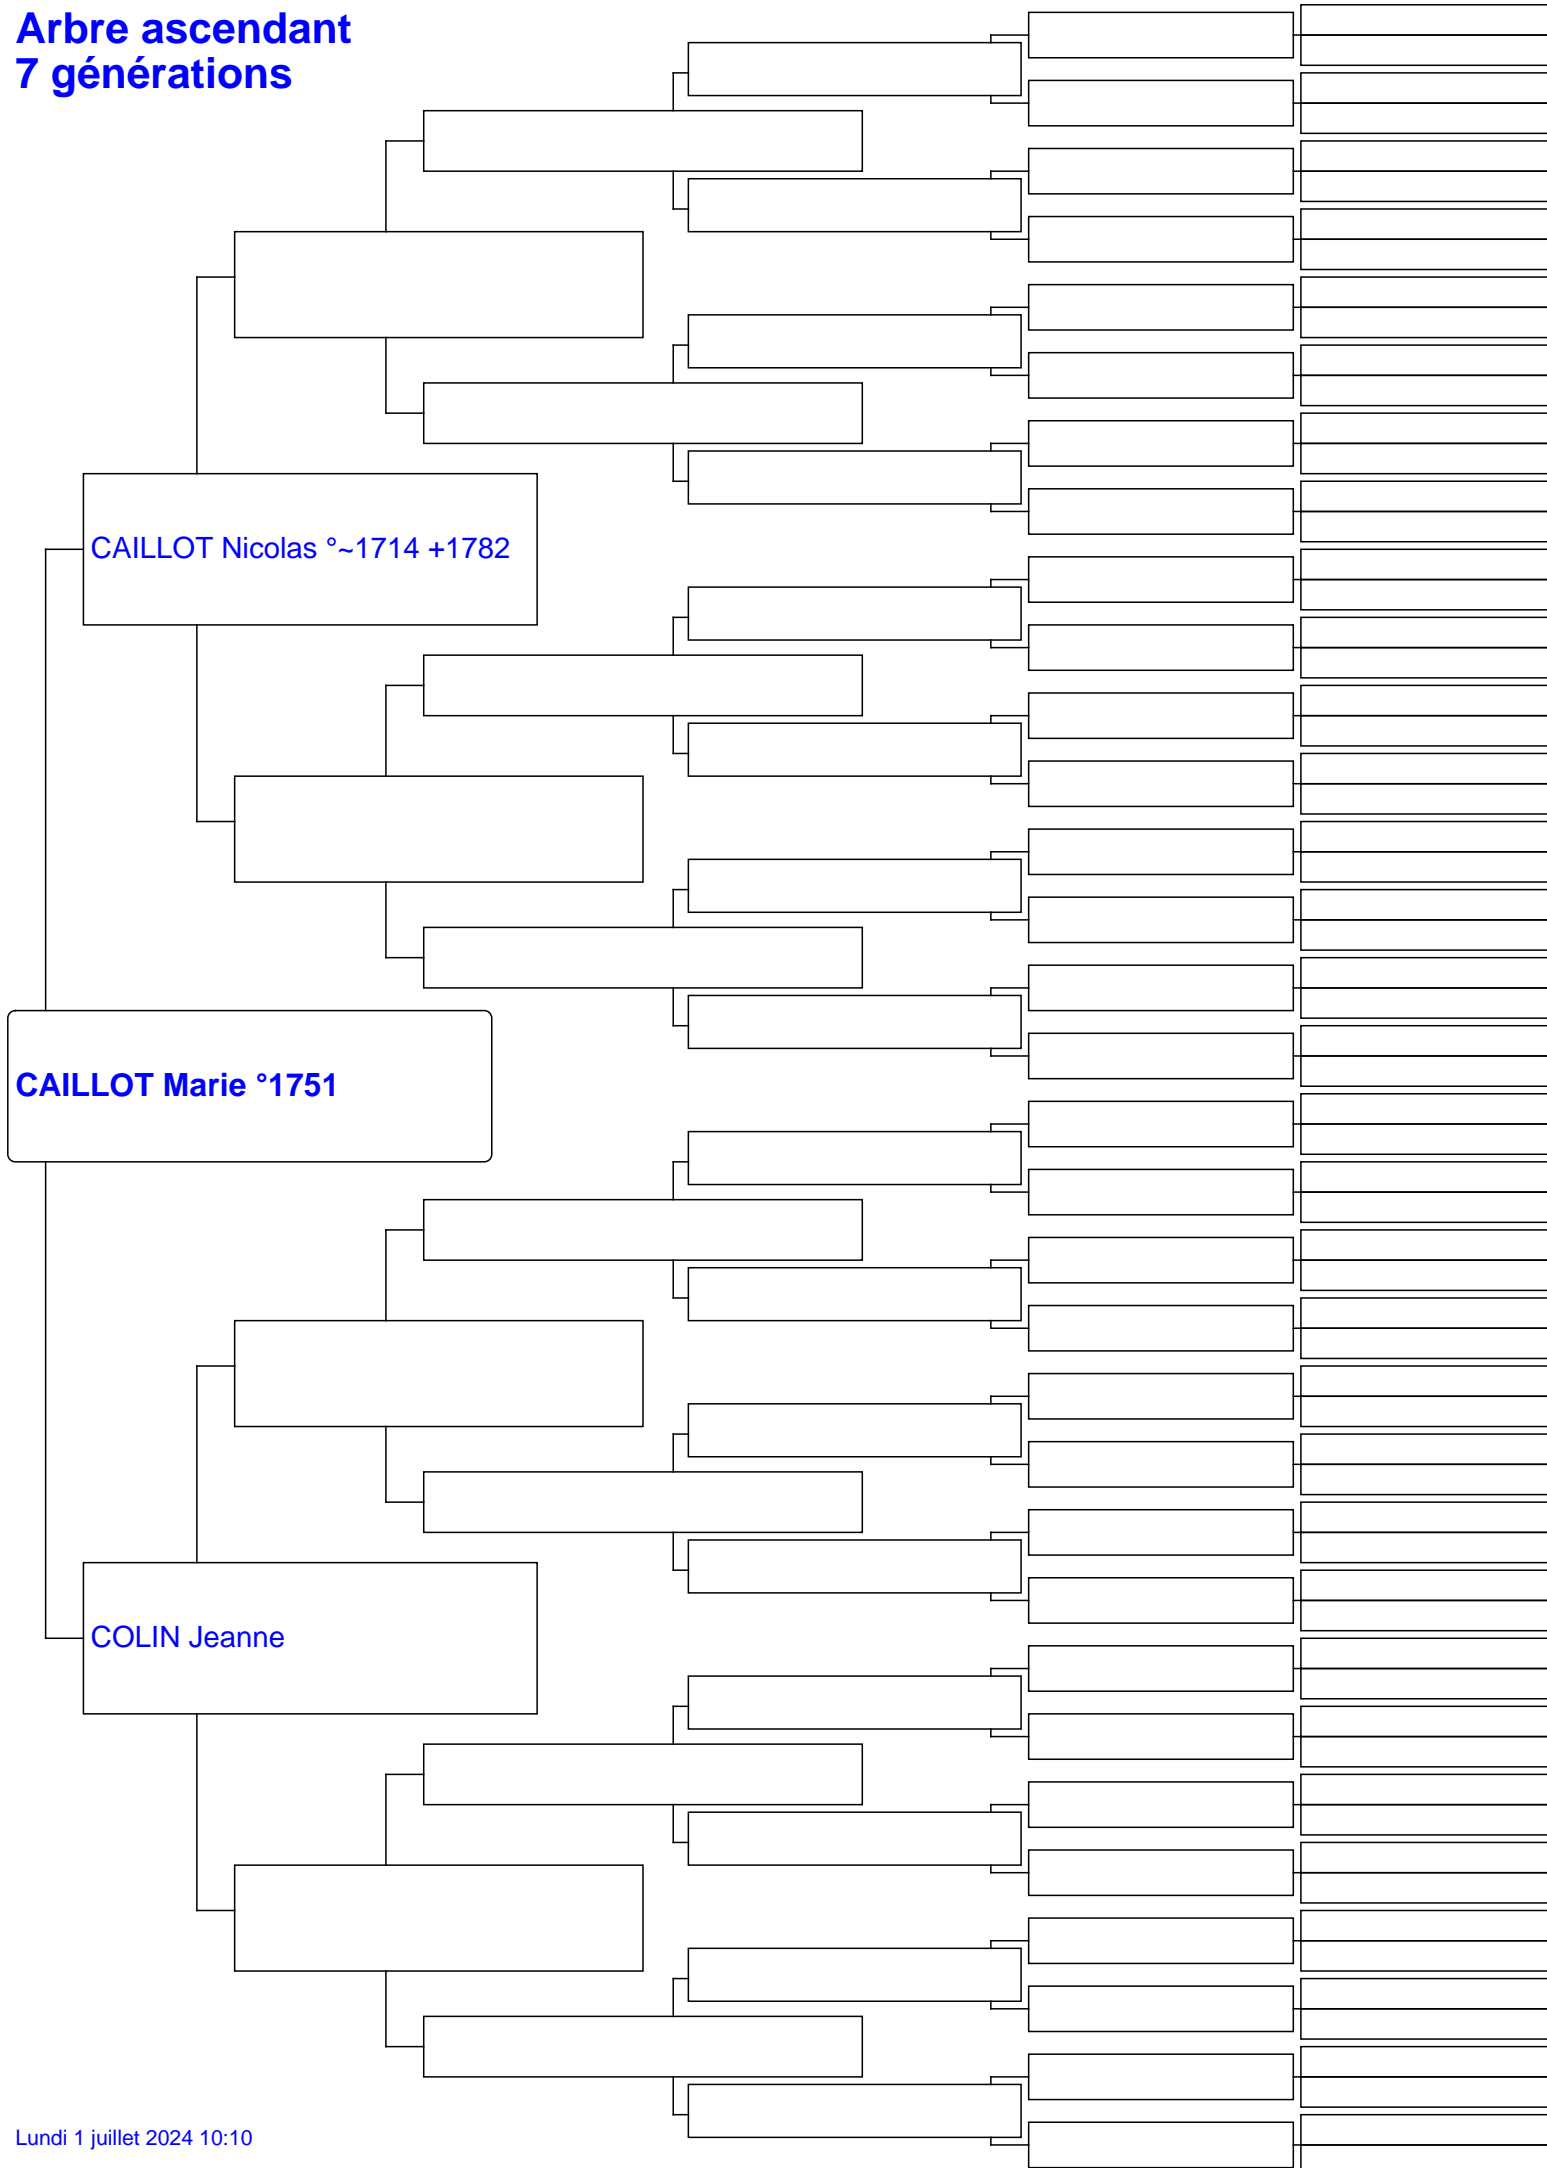 Arbre ascendant
7 générations
CAILLOT Nicolas °~1714 +1782
CAILLOT Marie °1751
COLIN Jeanne
Lundi 1 juillet 2024 10:10